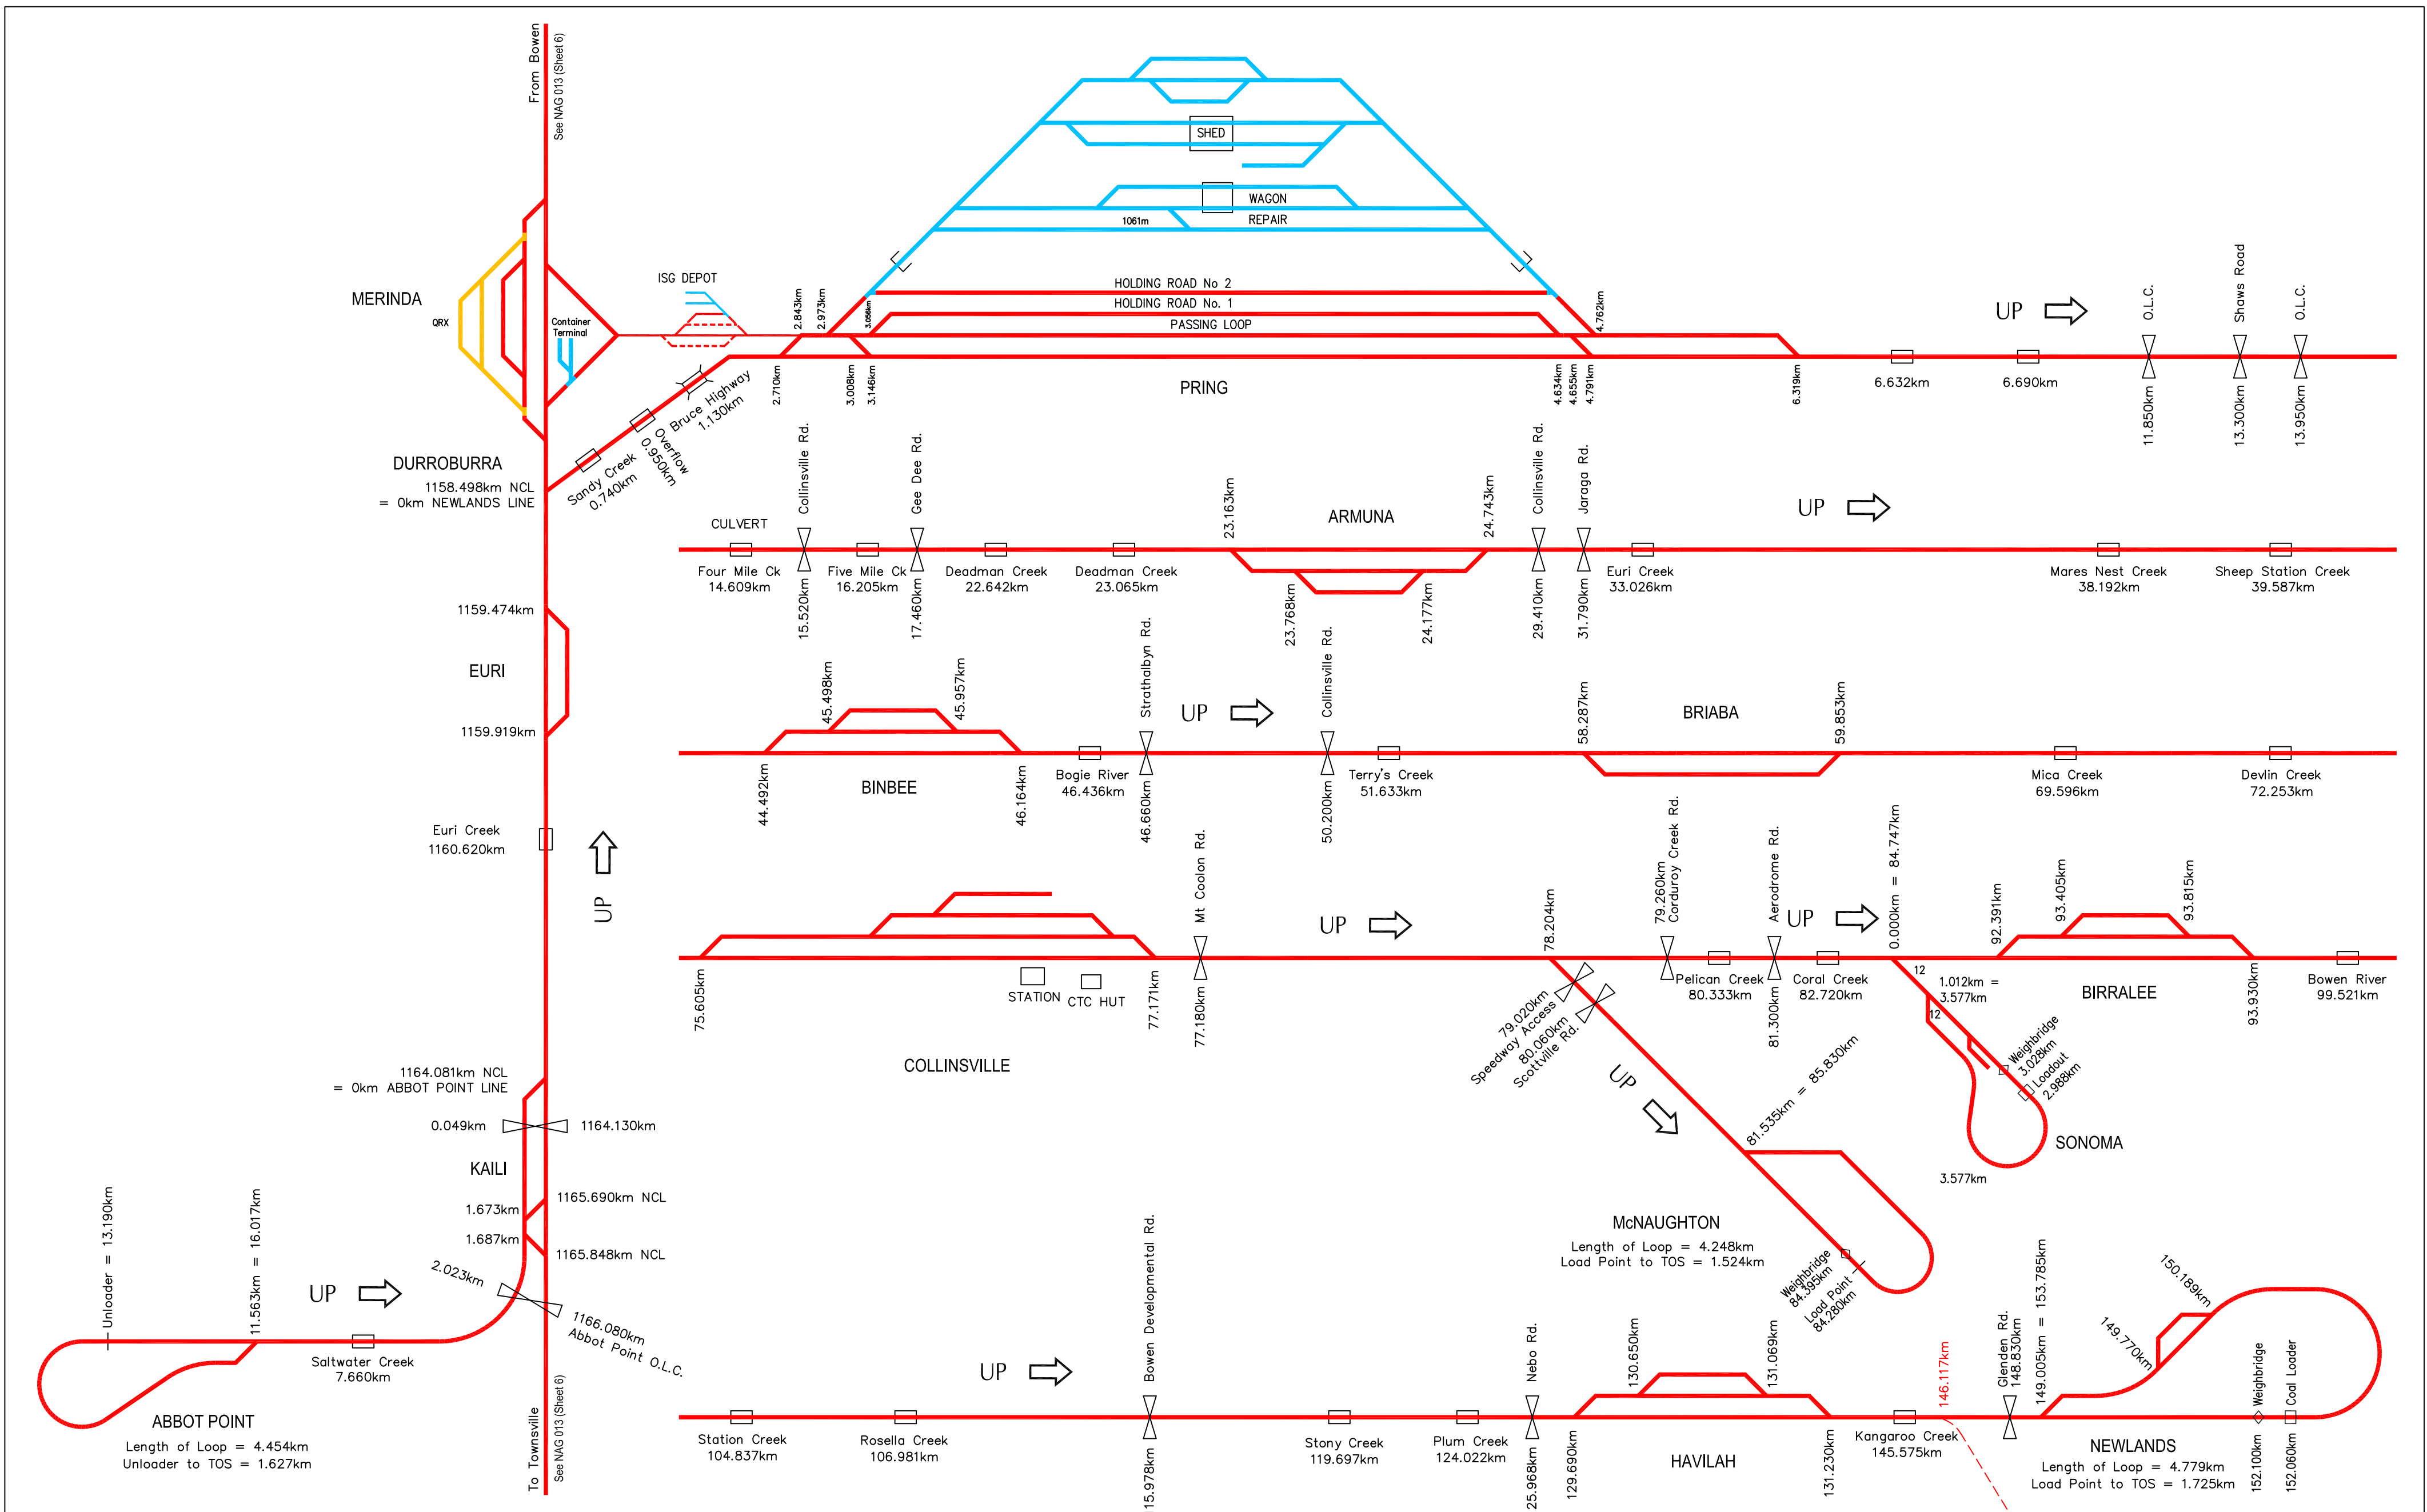 From Bowen
See NAG 013 (Sheet 6)
MERINDA
QRX
Container
Terminal
ISG DEPOT
SHED
WAGON
REPAIR
1061m
HOLDING ROAD No 2
HOLDING ROAD No. 1
PASSING LOOP
2.843km
2.973km
3.058km
4.762km
2.710km
3.008km
3.146km
PRING
4.634km
4.655km
4.791km
6.319km
6.632km
6.690km
UP
O.L.C.
11.850km
Shaws Road
13.300km
O.L.C.
13.950km
Bruce Highway
1.130km
Overflow
0.950km
Sandy Creek
0.740km
DURROBURRA
1158.498km NCL
= 0km NEWLANDS LINE
CULVERT
Four Mile Ck
14.609km
Collinsville Rd.
15.520km
Five Mile Ck
16.205km
Gee Dee Rd.
17.460km
Deadman Creek
22.642km
Deadman Creek
23.065km
23.163km
ARMUNA
24.743km
23.768km
24.177km
Collinsville Rd.
29.410km
Jaraga Rd.
31.790km
Euri Creek
33.026km
UP
Mares Nest Creek
38.192km
Sheep Station Creek
39.587km
1159.474km
EURI
1159.919km
45.498km
45.957km
44.492km
BINBEE
46.164km
Bogie River
46.436km
Strathalbyn Rd.
46.660km
UP
Collinsville Rd.
50.200km
Terry's Creek
51.633km
58.287km
BRIABA
59.853km
Mica Creek
69.596km
Devlin Creek
72.253km
Euri Creek
1160.620km
UP
75.605km
STATION
CTC HUT
77.171km
Mt Coolon Rd.
77.180km
COLLINSVILLE
UP
78.204km
79.260km
Corduroy Creek Rd.
Pelican Creek
80.333km
Aerodrome Rd.
81.300km
UP
Coral Creek
82.720km
0.000km = 84.747km
92.391km
93.405km
93.815km
BIRRALEE
93.930km
Bowen River
99.521km
12
1.012km =
3.577km
12
Weighbridge
3.028km
Loadout
2.988km
SONOMA
3.577km
79.020km
Speedway Access
80.060km
Scottville Rd.
UP
81.535km = 85.830km
McNAUGHTON
Length of Loop = 4.248km
Load Point to TOS = 1.524km
Weighbridge
84.395km
Load Point
84.280km
1164.081km NCL
= 0km ABBOT POINT LINE
0.049km
1164.130km
KAILI
1.673km
1165.690km NCL
1.687km
1165.848km NCL
2.023km
1166.080km
Abbot Point O.L.C.
Unloader = 13.190km
11.563km = 16.017km
UP
Saltwater Creek
7.660km
ABBOT POINT
Length of Loop = 4.454km
Unloader to TOS = 1.627km
To Townsville
See NAG 013 (Sheet 6)
Station Creek
104.837km
Rosella Creek
106.981km
UP
Bowen Developmental Rd.
15.978km
Stony Creek
119.697km
Plum Creek
124.022km
Nebo Rd.
25.968km
129.690km
130.650km
131.069km
HAVILAH
131.230km
Kangaroo Creek
145.575km
146.117km
Glenden Rd.
148.830km
149.005km = 153.785km
149.770km
150.189km
NEWLANDS
Length of Loop = 4.779km
Load Point to TOS = 1.725km
Weighbridge
152.100km
Coal Loader
152.060km